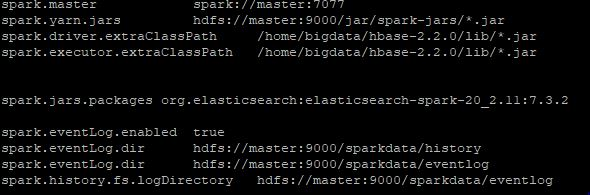 spark.master spark://master:7077
spark.yarn.jars hdfs://master:9000/jar/spark-jars/*.jar
spark.driver.extraClassPath /home/bigdata/hbase-2.2.0/lib/*.jar
spark.executor.extraClassPath /home/bigdata/hbase-2.2.0/lib/*.jar
spark.jars.packages org.elasticsearch:elasticsearch-spark-20_2.11:7.3.2
spark.eventLog.enabled true
spark.eventLog.dir hdfs://master:9000/sparkdata/history
spark.eventLog.dir hdfs://master:9000/sparkdata/eventlog
spark.history.fs.logDirectory hdfs://master:9000/sparkdata/eventlog